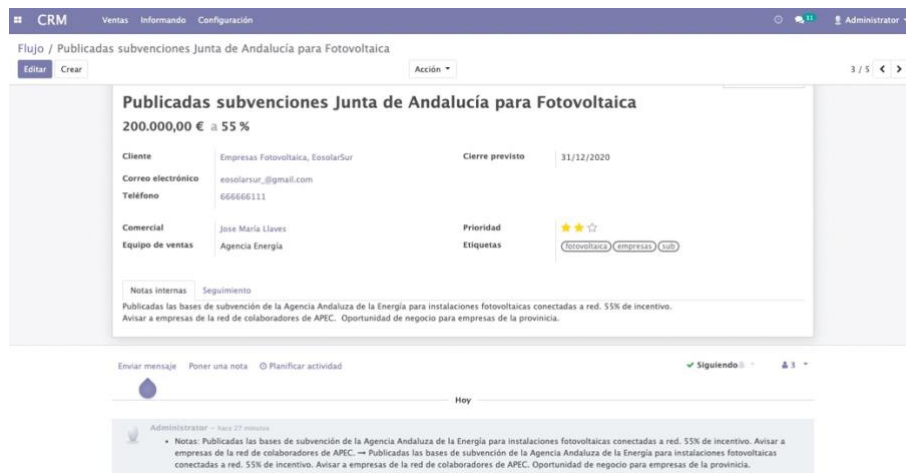 CRM Ventas Informando Configuración Administrator
Flujo / Publicadas subvenciones Junta de Andalucía para Fotovoltaica
Editar Crear Acción 3 / 5
Publicadas subvenciones Junta de Andalucía para Fotovoltaica
200.000,00 € a 55 %
Cliente Empresas Fotovoltaica, EosolarSur Cierre previsto 31/12/2020
Correo electrónico eosolarsur_@gmail.com
Teléfono 666666111
Comercial Jose María Llaves Prioridad
Equipo de ventas Agencia Energía Etiquetas fotovoltaica empresas sub
Notas internas Seguimiento
Publicadas las bases de subvención de la Agencia Andaluza de la Energía para instalaciones fotovoltaicas conectadas a red. 55% de incentivo.
Avisar a empresas de la red de colaboradores de APEC. Oportunidad de negocio para empresas de la provinicia.
Enviar mensaje Poner una nota Planificar actividad Siguiendo 3
Hoy
Administrator - hace 27 minutos
• Notas: Publicadas las bases de subvención de la Agencia Andaluza de la Energía para instalaciones fotovoltaicas conectadas a red. 55% de incentivo. Avisar a
empresas de la red de colaboradores de APEC. → Publicadas las bases de subvención de la Agencia Andaluza de la Energía para instalaciones fotovoltaicas
conectadas a red. 55% de incentivo. Avisar a empresas de la red de colaboradores de APEC. Oportunidad de negocio para empresas de la provinicia.